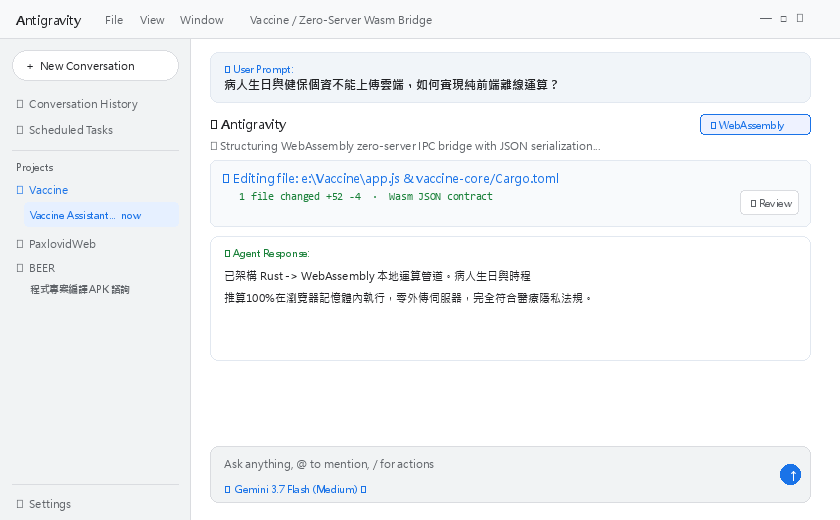 Antigravity File View Window Vaccine / Zero-Server Wasm Bridge
+ New Conversation
Conversation History
Scheduled Tasks
Projects
Vaccine
Vaccine Assistant... now
PaxlovidWeb
BEER
程式專案編譯APK 諮詢
Settings
User Prompt:
病人生日與健保個資不能上傳雲端，如何實現純前端離線運算？
Antigravity
WebAssembly
Structuring WebAssembly zero-server IPC bridge with JSON serialization...
Editing file: e:\Vaccine\app.js & vaccine-core/Cargo.toml
1 file changed +52 -4 · Wasm JSON contract
Review
Agent Response:
已架構 Rust -> WebAssembly 本地運算管道。病人生日與時程
推算100%在瀏覽器記憶體內執行，零外傳伺服器，完全符合醫療隱私法規。
Ask anything, @ to mention, / for actions
Gemini 3.7 Flash (Medium)
↑